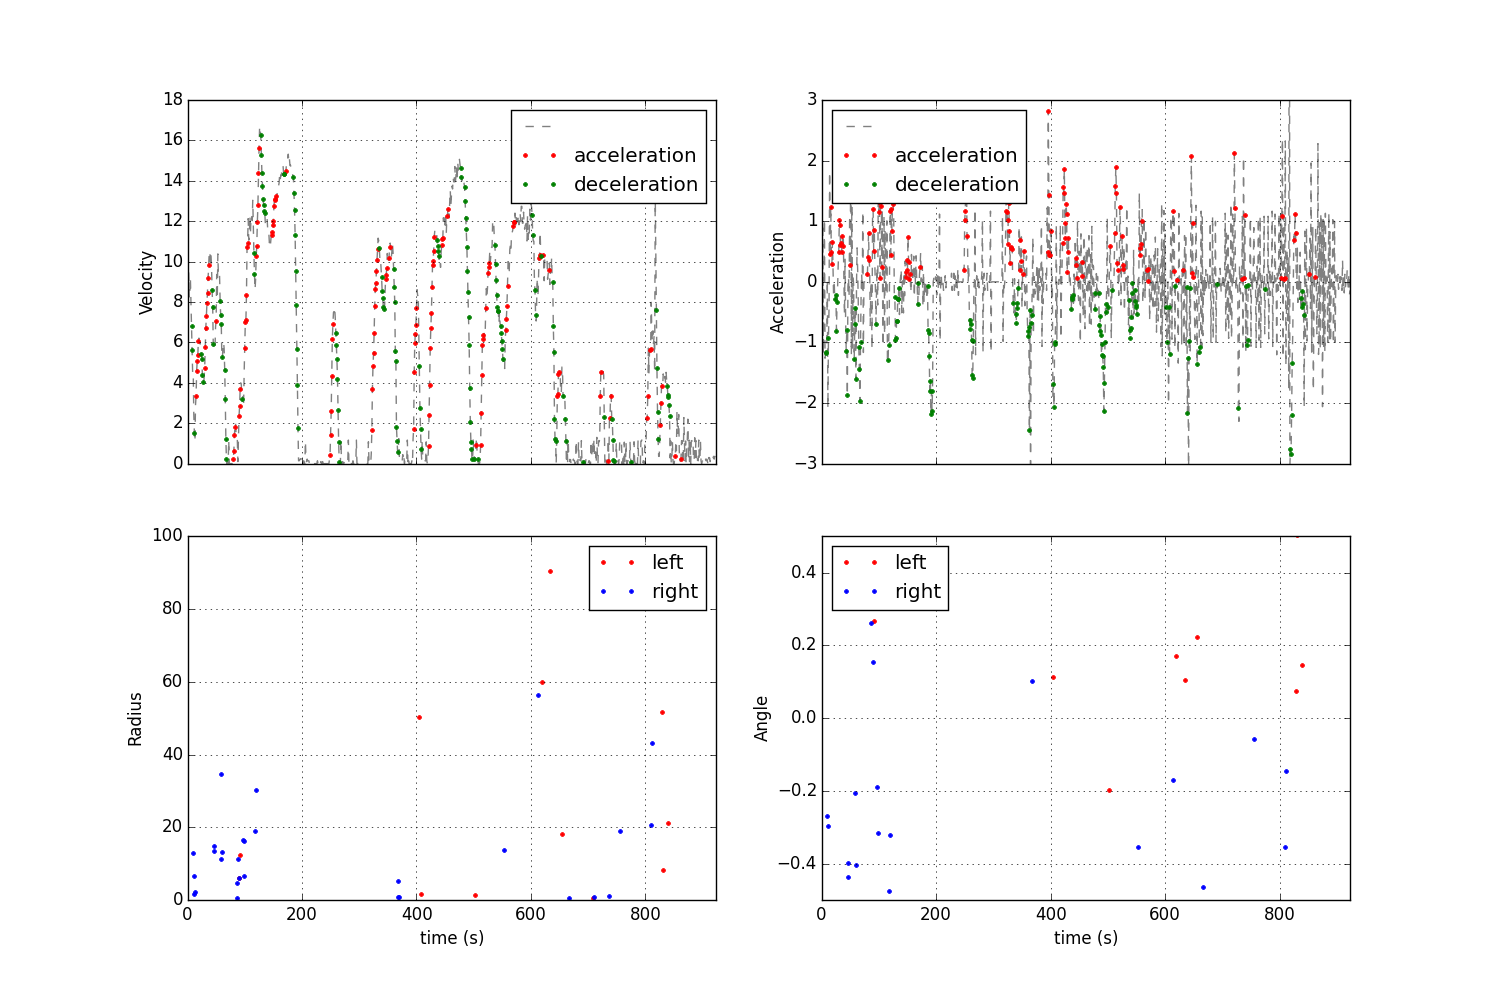 18
16
14
12
10
8
6
4
2
0
Velocity
acceleration
deceleration
3
2
1
0
−1
−2
−3
Acceleration
acceleration
deceleration
100
80
60
40
20
0
Radius
left
right
0 200 400 600 800
time (s)
0.4
0.2
0.0
−0.2
−0.4
Angle
left
right
0 200 400 600 800
time (s)